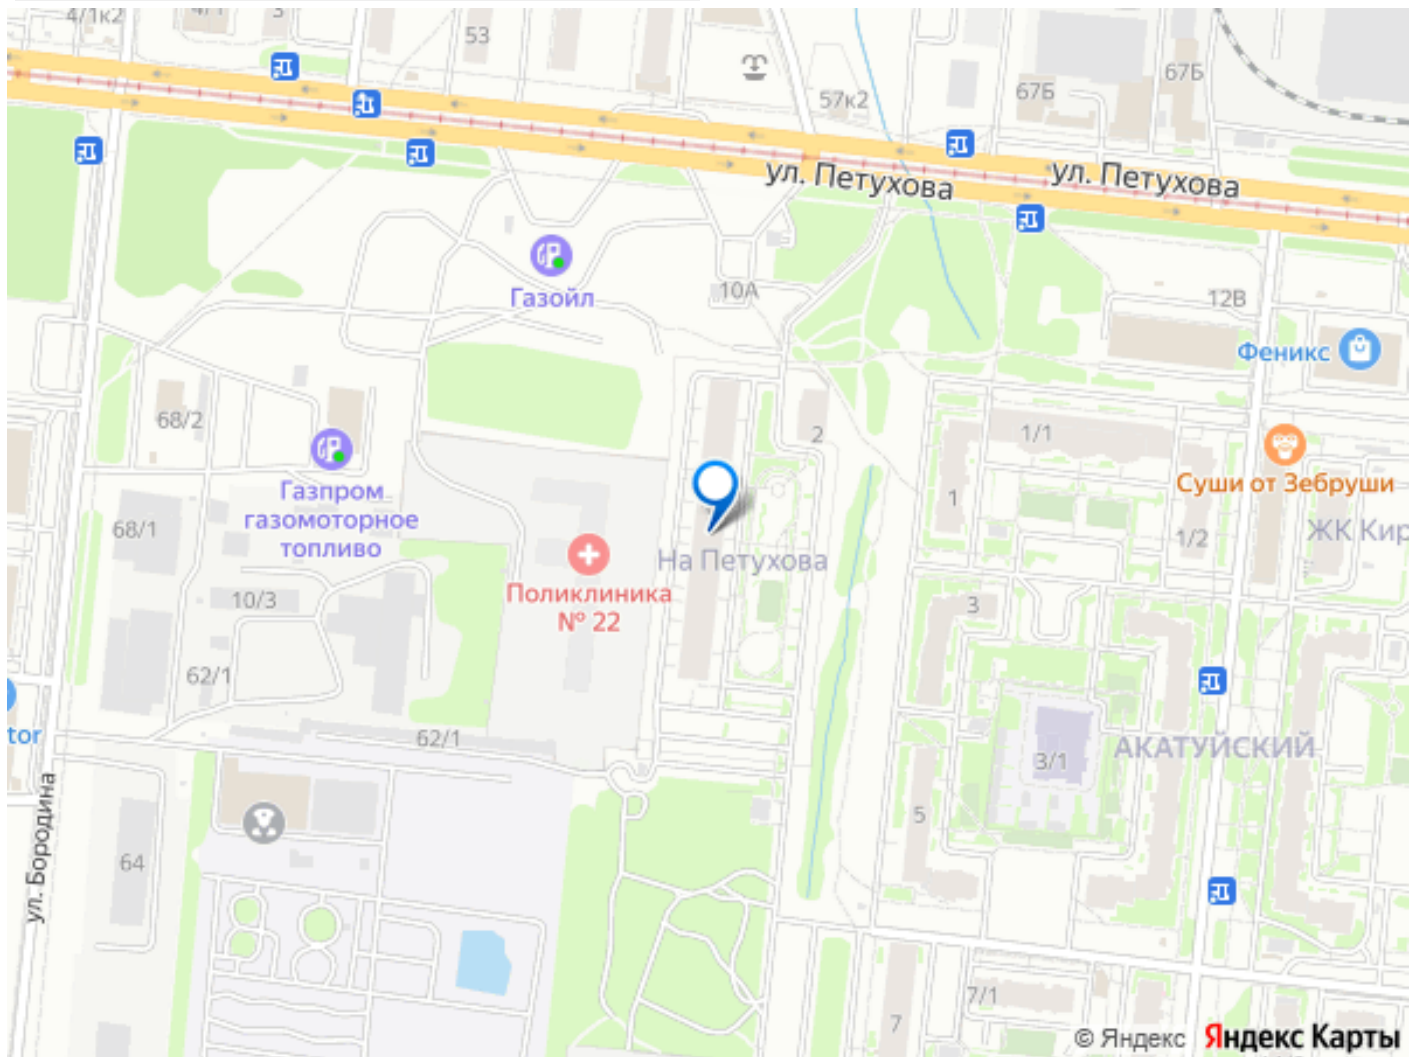 4/1к2
4/1
3
53
57к2
67Б
67Б
ул. Петухова
ул. Петухова
Газойл
10А
12В
Феникс
68/2
2
1/1
Газпром
газомоторное
топливо
Суши от Зебруши
1
68/1
1/2
ЖК Кир
На Петухова
Поликлиника
№ 22
10/3
3
62/1
tor
62/1
3/1
АКАТУЙСКИЙ
5
ул. Бородина
64
7/1
7
© Яндекс Яндекс Карты